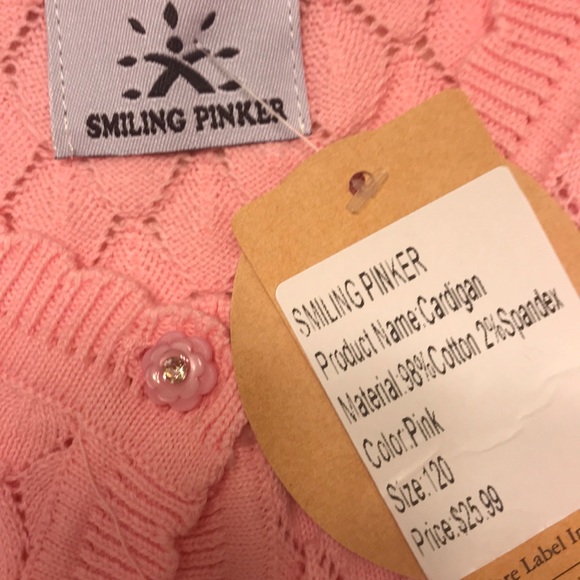 SMILING PINKER
SMILING PINKER
Product Name:Cardigan
Material:98%Cotton 2%Spandex
Color:Pink
Size:120
Price:$25.99
Label